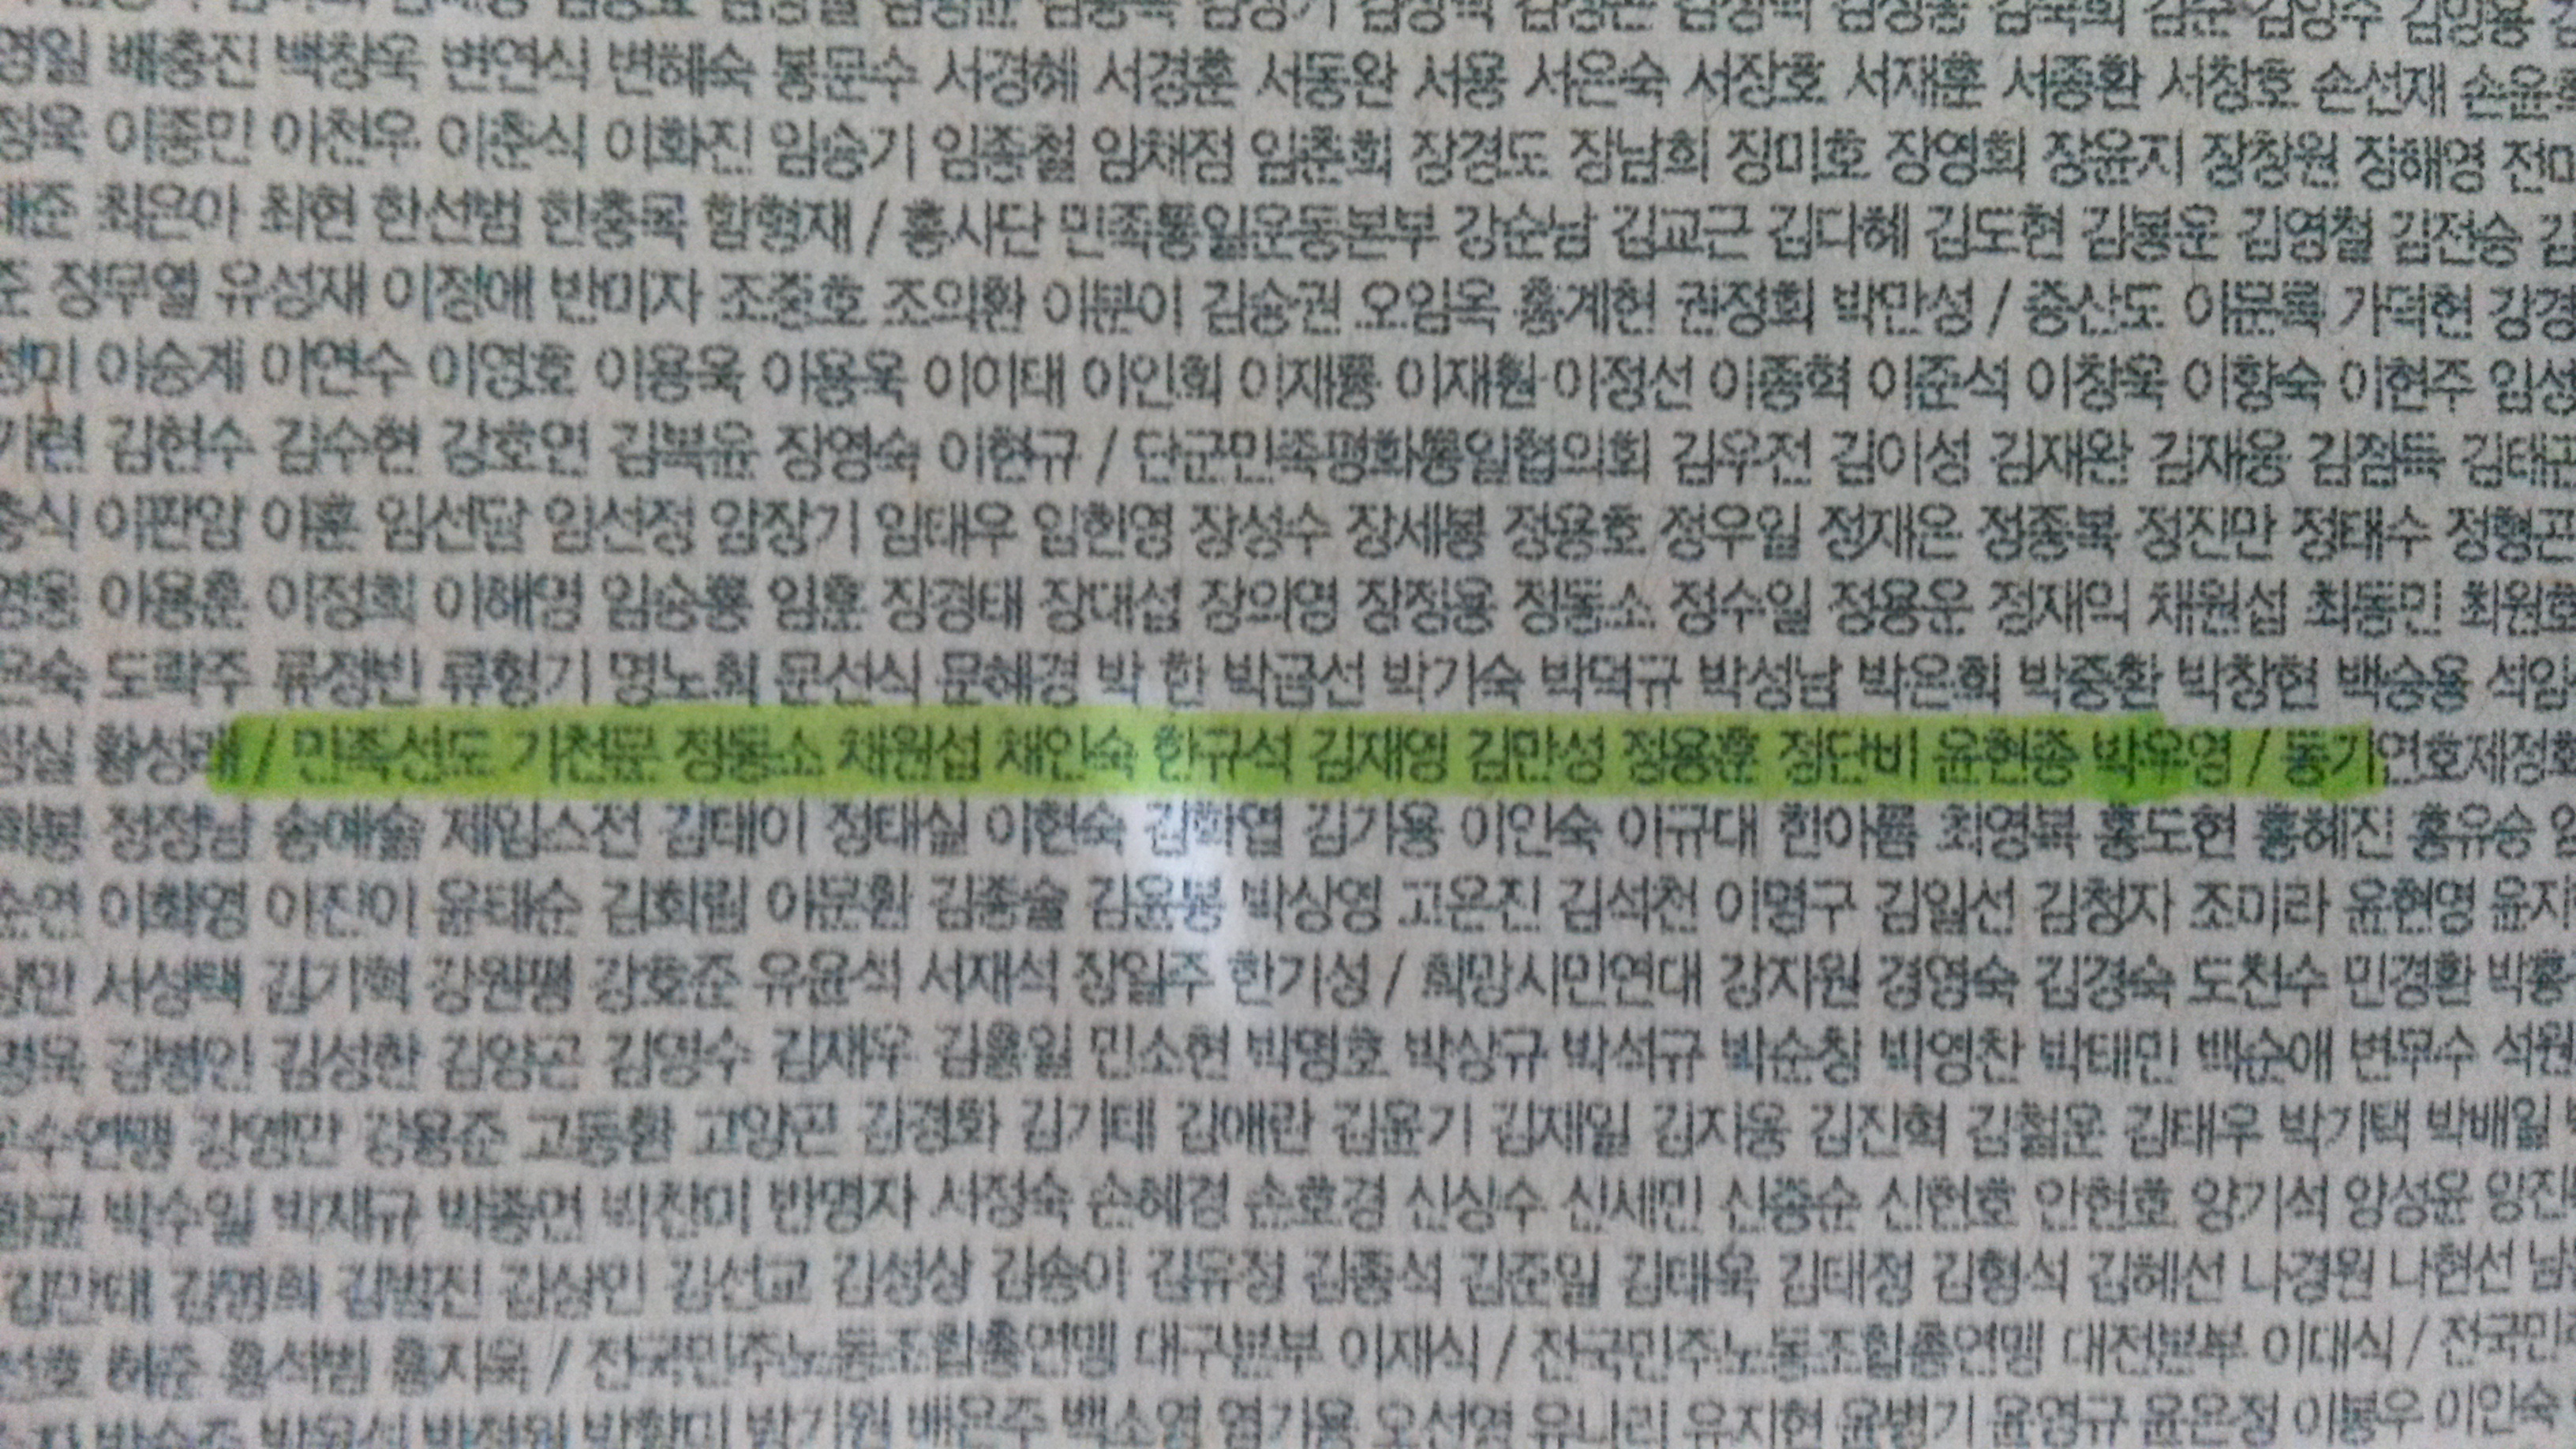 배충진 백창욱 변연식 변혜숙 봉문수 서경혜 서경훈 서동완 서용 서은숙 서장호 서재훈 서종환 서창호 손선재
이종민 이천우 이춘식 이화진 임승기 임종철 임채점 임춘희 장경도 장남희 장미호 장영희 장윤지 장창원 장해영
최은아 최현 한선범 한충목 함형재 / 흥사단 민족통일운동본부 강순남 김교근 김다혜 김도현 김봉운 김영철 김전승
정무열 유성재 이정애 반미자 조중호 조의환 이분이 김승권 오임옥 홍계현 권정희 박만성 / 증산도 가덕현
이승계 이연수 이영호 이용욱 이용욱 이이태 이인희 이재룡 이재훤 이정선 이종혁 이준석 이창욱 이향숙 이현주
김헌수 김수현 강호연 김복윤 장영숙 이현규 / 단군민족평화통일협의회 김우전 김이성 김재완 김재웅 김점득
이판암 이훈 임선달 임선정 임장기 임태우 임헌영 장성수 장세봉 정용호 정우일 정재은 정종복 정진만 정태수
이용훈 이정희 이해영 임승룡 임훈 장경태 장대섭 장의영 장징용 정동소 정수일 정용운 정재익 채원섭 최동민
도락주 류정빈 류형기 명노희 문선식 문혜경 박 한 박금선 박기숙 박덕규 박성남 박은희 박중환 박창현 백승용
황성래 / 민족선도 기천문 정동소 채원섭 채인숙 한규석 김재영 김만성 정용훈 정단비 윤현종 박우영 /
정정남 송애숙 제임스전 김태이 정태실 이현숙 김학엽 김기용 이인숙 이규대 한아름 최영복 홍도현 홍혜진 홍유승
이화영 이진이 윤태순 김희림 이문환 김종술 김윤봉 박상영 고은진 김석천 이명구 김일선 김청자 조미라 윤현명
서성택 김기혁 강원평 강호준 유윤석 서재석 장일주 한기성 / 희망시민연대 강지원 경영숙 김경숙 도천수 민경환
김병인 김성한 김양곤 김영수 김재우 김홍일 민소현 박명호 박상규 박석규 박순창 박영찬 박태민 백순애 변무수
강영만 강용준 고동환 고양곤 김경화 김기태 김애란 김윤기 김재일 김지웅 김진혁 김철운 김태우 박기택 박배일
박수일 박재규 박종면 박찬미 반명자 서정숙 손혜경 손호경 신상수 신세민 신종순 신현호 안현호 양기석 양성윤
김만대 김명희 김범진 김상민 김선교 김성상 김송이 김유정 김종석 김준일 김태욱 김태정 김형석 김혜선 나경원 나현선
허준 홍석범 홍지욱 / 전국민주노동조합총연맹 대구본부 이재식 / 전국민주노동조합총연맹 대전본부 이대식 /
박기원 배은주 백소영 염기용 오선영 유나리 유지현 윤병기 윤영규 윤은정 이봉우 이인숙